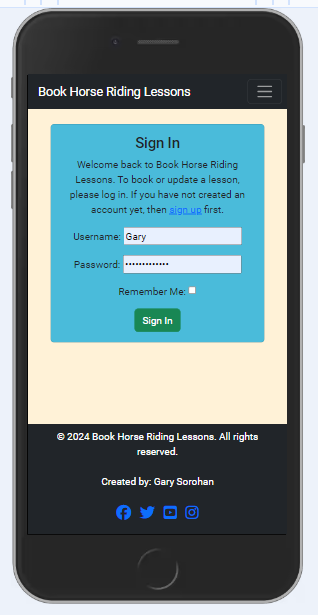 Book Horse Riding Lessons
Sign In
Welcome back to Book Horse Riding
Lessons. To book or update a lesson,
please log in. If you have not created an
account yet, then sign up first.
Username: Gary
Password: •••••••••••••
Remember Me:
Sign In
© 2024 Book Horse Riding Lessons. All rights
reserved.
Created by: Gary Sorohan